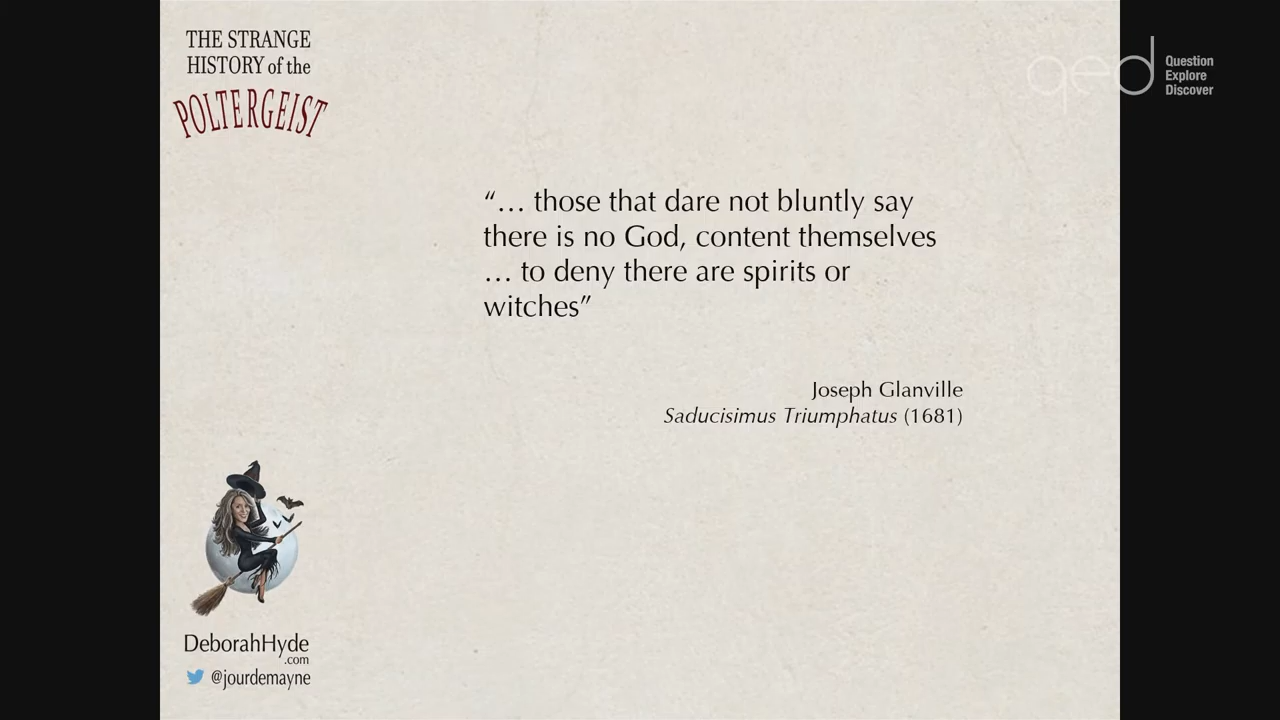 THE STRANGE
HISTORY of the
POLTERGEIST
qed
Question
Explore
Discover
“… those that dare not bluntly say
there is no God, content themselves
… to deny there are spirits or
witches”
Joseph Glanville
Saducisimus Triumphatus (1681)
DeborahHyde
.com
@jourdemayne